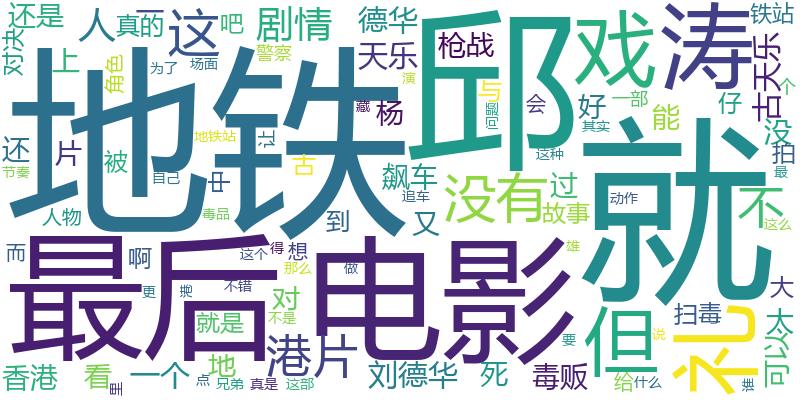 还是
人
真的
这
吧
剧情
德华
邱
戏
涛
地铁站
对决
上
角色
为了
场面
警察
天乐
枪战
演
藏
杨
与
问题
会
好
一部
其实
仔
能
古天乐
没
个
拍
最
还
节奏
片
被
地铁
自己
地铁站
让
古
中
飙车
追车
没有
过
故事
这种
动作
就
不
这么
人物
毒品
到
又
而
啊
更
最后
拠
不错
这个
得
想
那么
做
电影
雄
要
但
扫毒
大
礼
可以
个
说
谁
对
就是
不是
港片
地
香港
看
里
一个
点
兄弟
真是
这部
刘德华
死
毒贩
给
什么